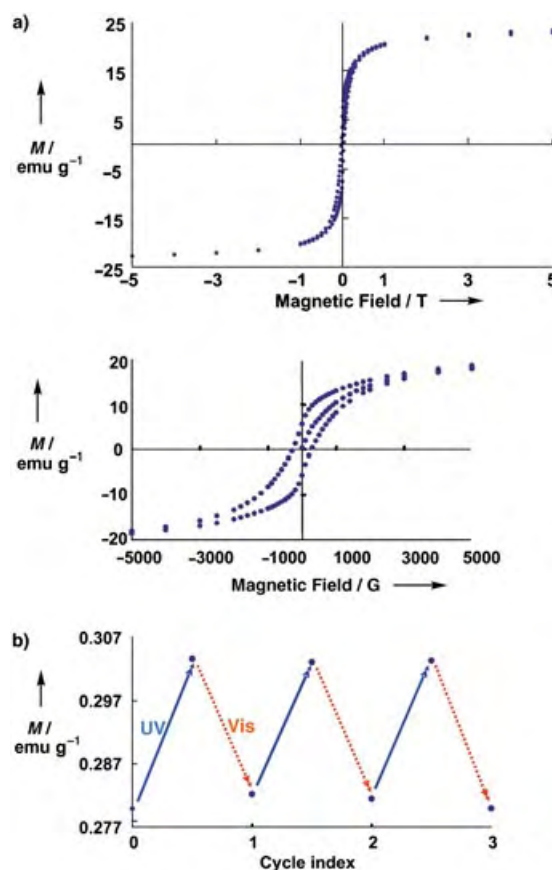 a)
25
15
5
M /
emu g⁻¹
−5
−15
−25
−5 −3 −1 0 1 3 5
Magnetic Field / T
20
10
M /
emu g⁻¹
0
−10
−20
−5000 −3000 −1000 1000 3000 5000
Magnetic Field / G
b)
0.307
M /
emu g⁻¹
0.297
UV Vis
0.287
0.277
0 1 2 3
Cycle index